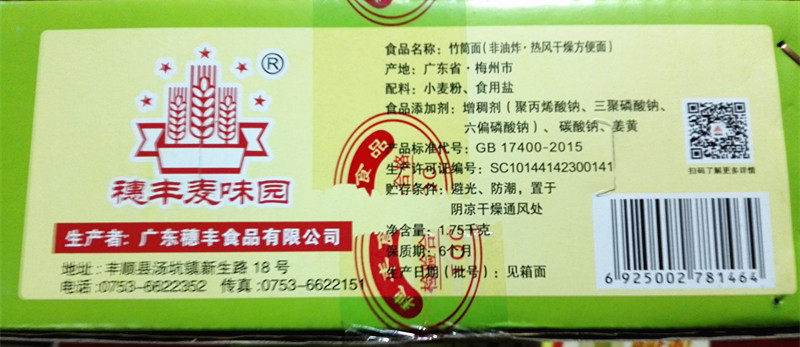 ®
穗丰麦味园
生产者: 广东穗丰食品有限公司
地址: 丰顺县汤坑镇新生路 18 号
电话:0753-6622352 传真:0753-6622151
食品名称: 竹筒面(非油炸·热风干燥方便面)
产地: 广东省·梅州市
配料: 小麦粉、食用盐
食品添加剂: 增稠剂(聚丙烯酸钠、三聚磷酸钠、
六偏磷酸钠)、碳酸钠、姜黄
产品标准代号: GB 17400-2015
生产许可证编号: SC10144142300141
贮存条件: 避光、防潮, 置于
阴凉干燥通风处
净含量: 1.75千克
保质期: 6个月
生产日期(批号): 见箱面
扫码了解更多详情
6 925002 781464
食品
合格